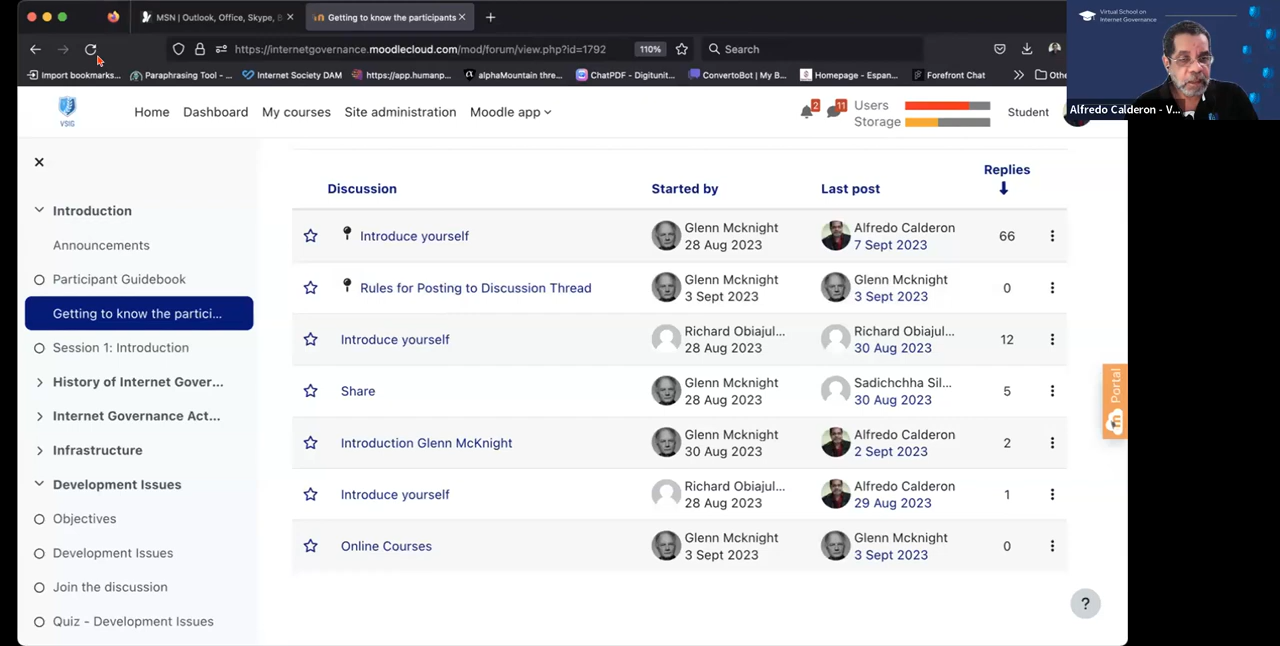 MSN | Outlook, Office, Skype, B
Getting to know the participants
https://internetgovernance.moodlecloud.com/mod/forum/view.php?id=1792
110%
Search
Import bookmarks...
Paraphrasing Tool - ...
Internet Society DAM
https://app.humanp...
alphaMountain thre...
ChatPDF - Digitunit...
ConvertoBot | My B...
Homepage - Espan...
Forefront Chat
Othe
Virtual School on
Internet Governance
Alfredo Calderon - V...
VSIG
Home
Dashboard
My courses
Site administration
Moodle app
2
11
Users
Storage
Student
Introduction
Announcements
Participant Guidebook
Getting to know the partici...
Session 1: Introduction
History of Internet Gover...
Internet Governance Act...
Infrastructure
Development Issues
Objectives
Development Issues
Join the discussion
Quiz - Development Issues
Discussion Started by Last post Replies
Introduce yourself Glenn Mcknight Alfredo Calderon 66
28 Aug 2023 7 Sept 2023
Rules for Posting to Discussion Thread Glenn Mcknight Glenn Mcknight 0
3 Sept 2023 3 Sept 2023
Introduce yourself Richard Obiajul... Richard Obiajul... 12
28 Aug 2023 30 Aug 2023
Share Glenn Mcknight Sadichchha Sil... 5
28 Aug 2023 30 Aug 2023
Introduction Glenn McKnight Glenn Mcknight Alfredo Calderon 2
30 Aug 2023 2 Sept 2023
Introduce yourself Richard Obiajul... Alfredo Calderon 1
28 Aug 2023 29 Aug 2023
Online Courses Glenn Mcknight Glenn Mcknight 0
3 Sept 2023 3 Sept 2023
Portal
?